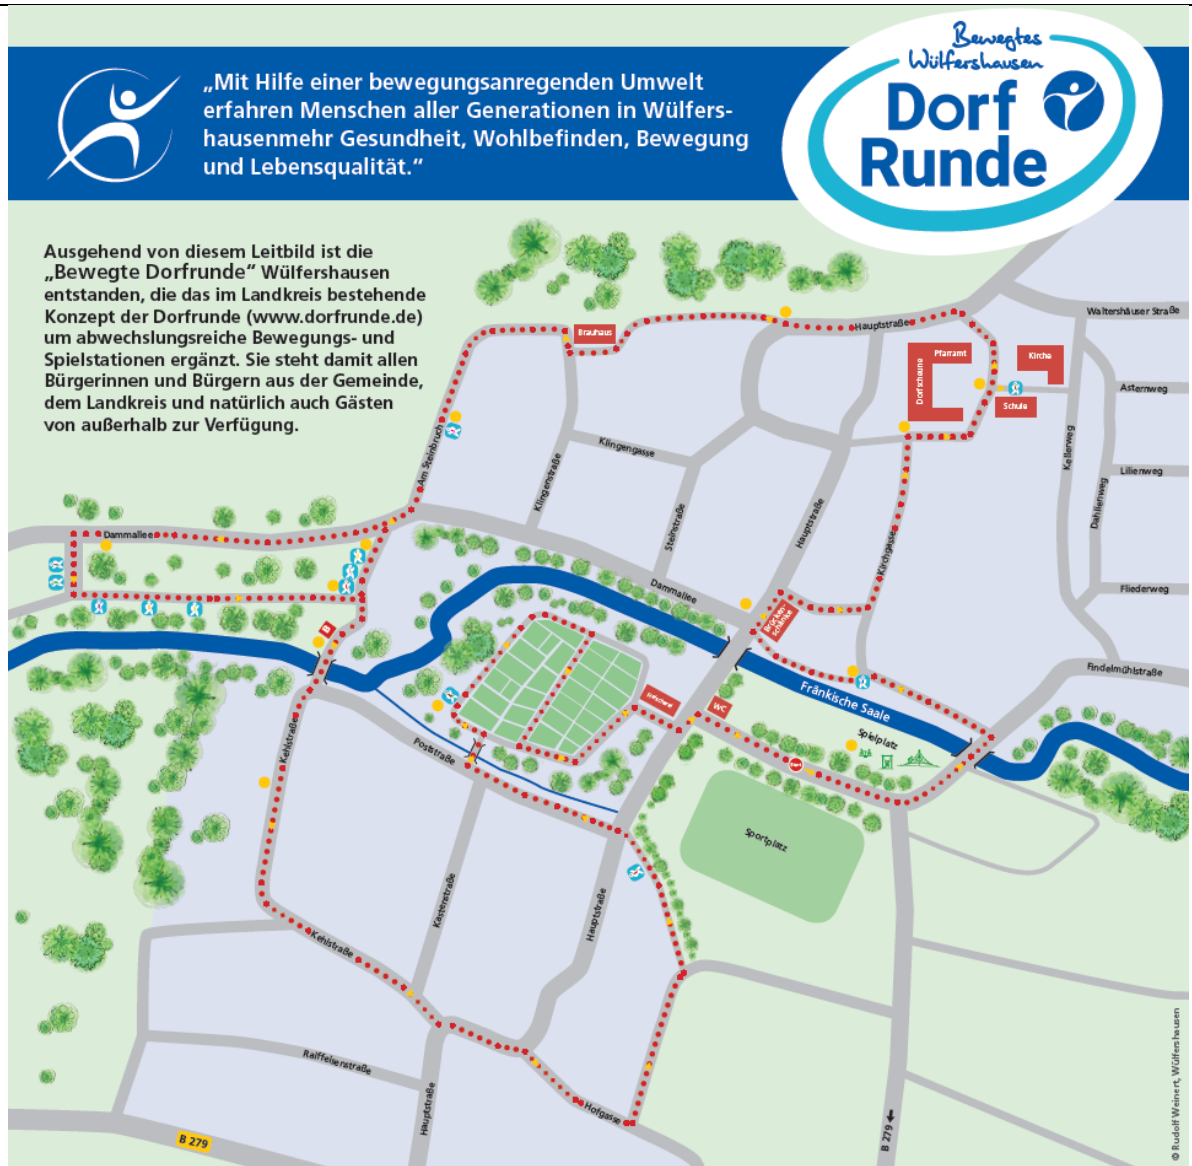 „Mit Hilfe einer bewegungsanregenden Umwelt
erfahren Menschen aller Generationen in Wülfers-
hausenmehr Gesundheit, Wohlbefinden, Bewegung
und Lebensqualität.“
Bewegtes
Wülfershausen
Dorf
Runde
Ausgehend von diesem Leitbild ist die
„Bewegte Dorfrunde“ Wülfershausen
entstanden, die das im Landkreis bestehende
Konzept der Dorfrunde (www.dorfrunde.de)
um abwechslungsreiche Bewegungs- und
Spielstationen ergänzt. Sie steht damit allen
Bürgerinnen und Bürgern aus der Gemeinde,
dem Landkreis und natürlich auch Gästen
von außerhalb zur Verfügung.
Waltershäuser Straße
Hauptstraße
Brauhaus
Pfarramt
Kirche
Dorfscheune
Asternweg
Schule
Am Steinbruch
Klingengasse
Kellerweg
Lilienweg
Klingenstraße
Dahlienweg
Steinstraße
Hauptstraße
Dammallee
Kirchgasse
Dammallee
Fliederweg
Brücken-
schänke
B
Findelmühlstraße
Fränkische Saale
WC
Kehlstraße
Poststraße
Spielplatz
Start
Sportplatz
Kastenstraße
Hauptstraße
Kehlstraße
Raiffeisenstraße
Hauptstraße
Hofgasse
B 279
B 279
© Rudolf Weinert, Wülfershausen